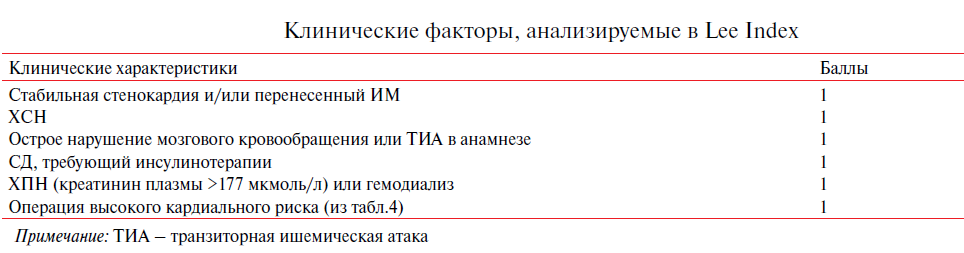 Клинические факторы, анализируемые в Lee Index
Клинические характеристики Баллы
Стабильная стенокардия и/или перенесенный ИМ 1
ХСН 1
Острое нарушение мозгового кровообращения или ТИА в анамнезе 1
СД, требующий инсулинотерапии 1
ХПН (креатинин плазмы >177 мкмоль/л) или гемодиализ 1
Операция высокого кардиального риска (из табл.4) 1
Примечание: ТИА – транзиторная ишемическая атака